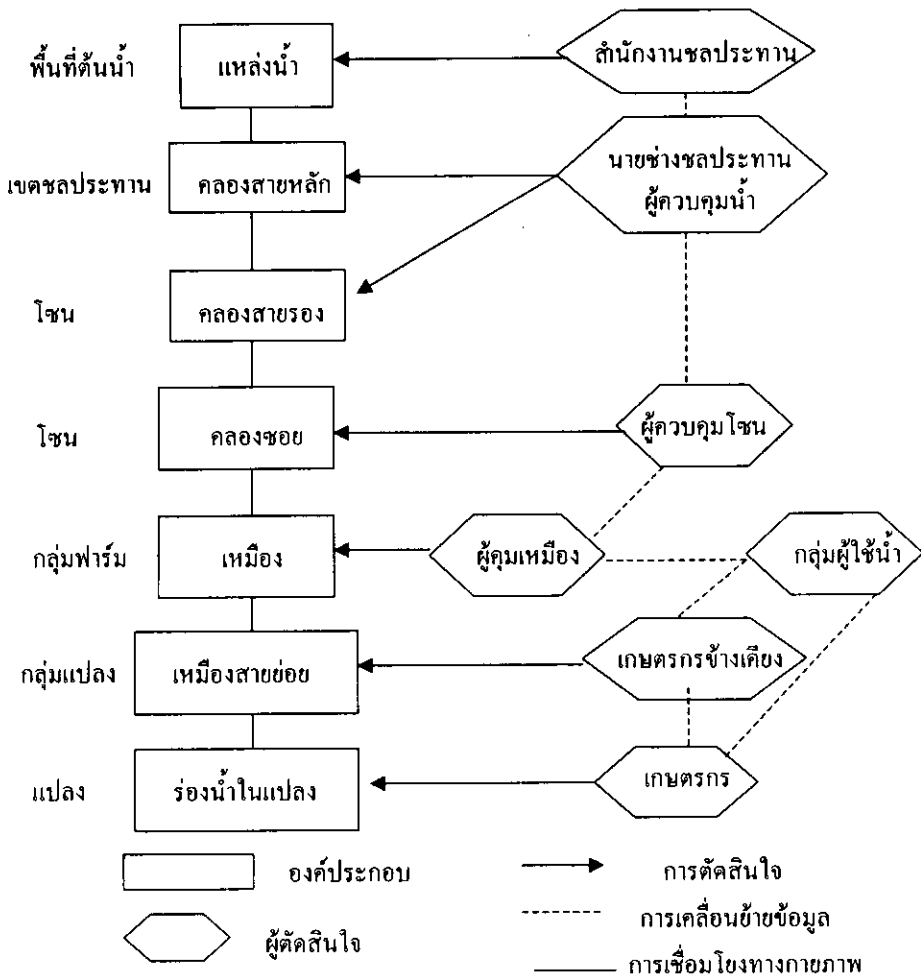 พื้นที่ต้นน้ำ
แหล่งน้ำ
สำนักงานชลประทาน
เขตชลประทาน
คลองสายหลัก
นายช่างชลประทาน
ผู้ควบคุมน้ำ
โซน
คลองสายรอง
โซน
คลองซอย
ผู้ควบคุมโซน
กลุ่มฟาร์ม
เหมือง
ผู้คุมเหมือง
กลุ่มผู้ใช้น้ำ
กลุ่มแปลง
เหมืองสายย่อย
เกษตรกรข้างเคียง
แปลง
ร่องน้ำในแปลง
เกษตรกร
องค์ประกอบ
การตัดสินใจ
ผู้ตัดสินใจ
การเคลื่อนย้ายข้อมูล
การเชื่อมโยงทางกายภาพ